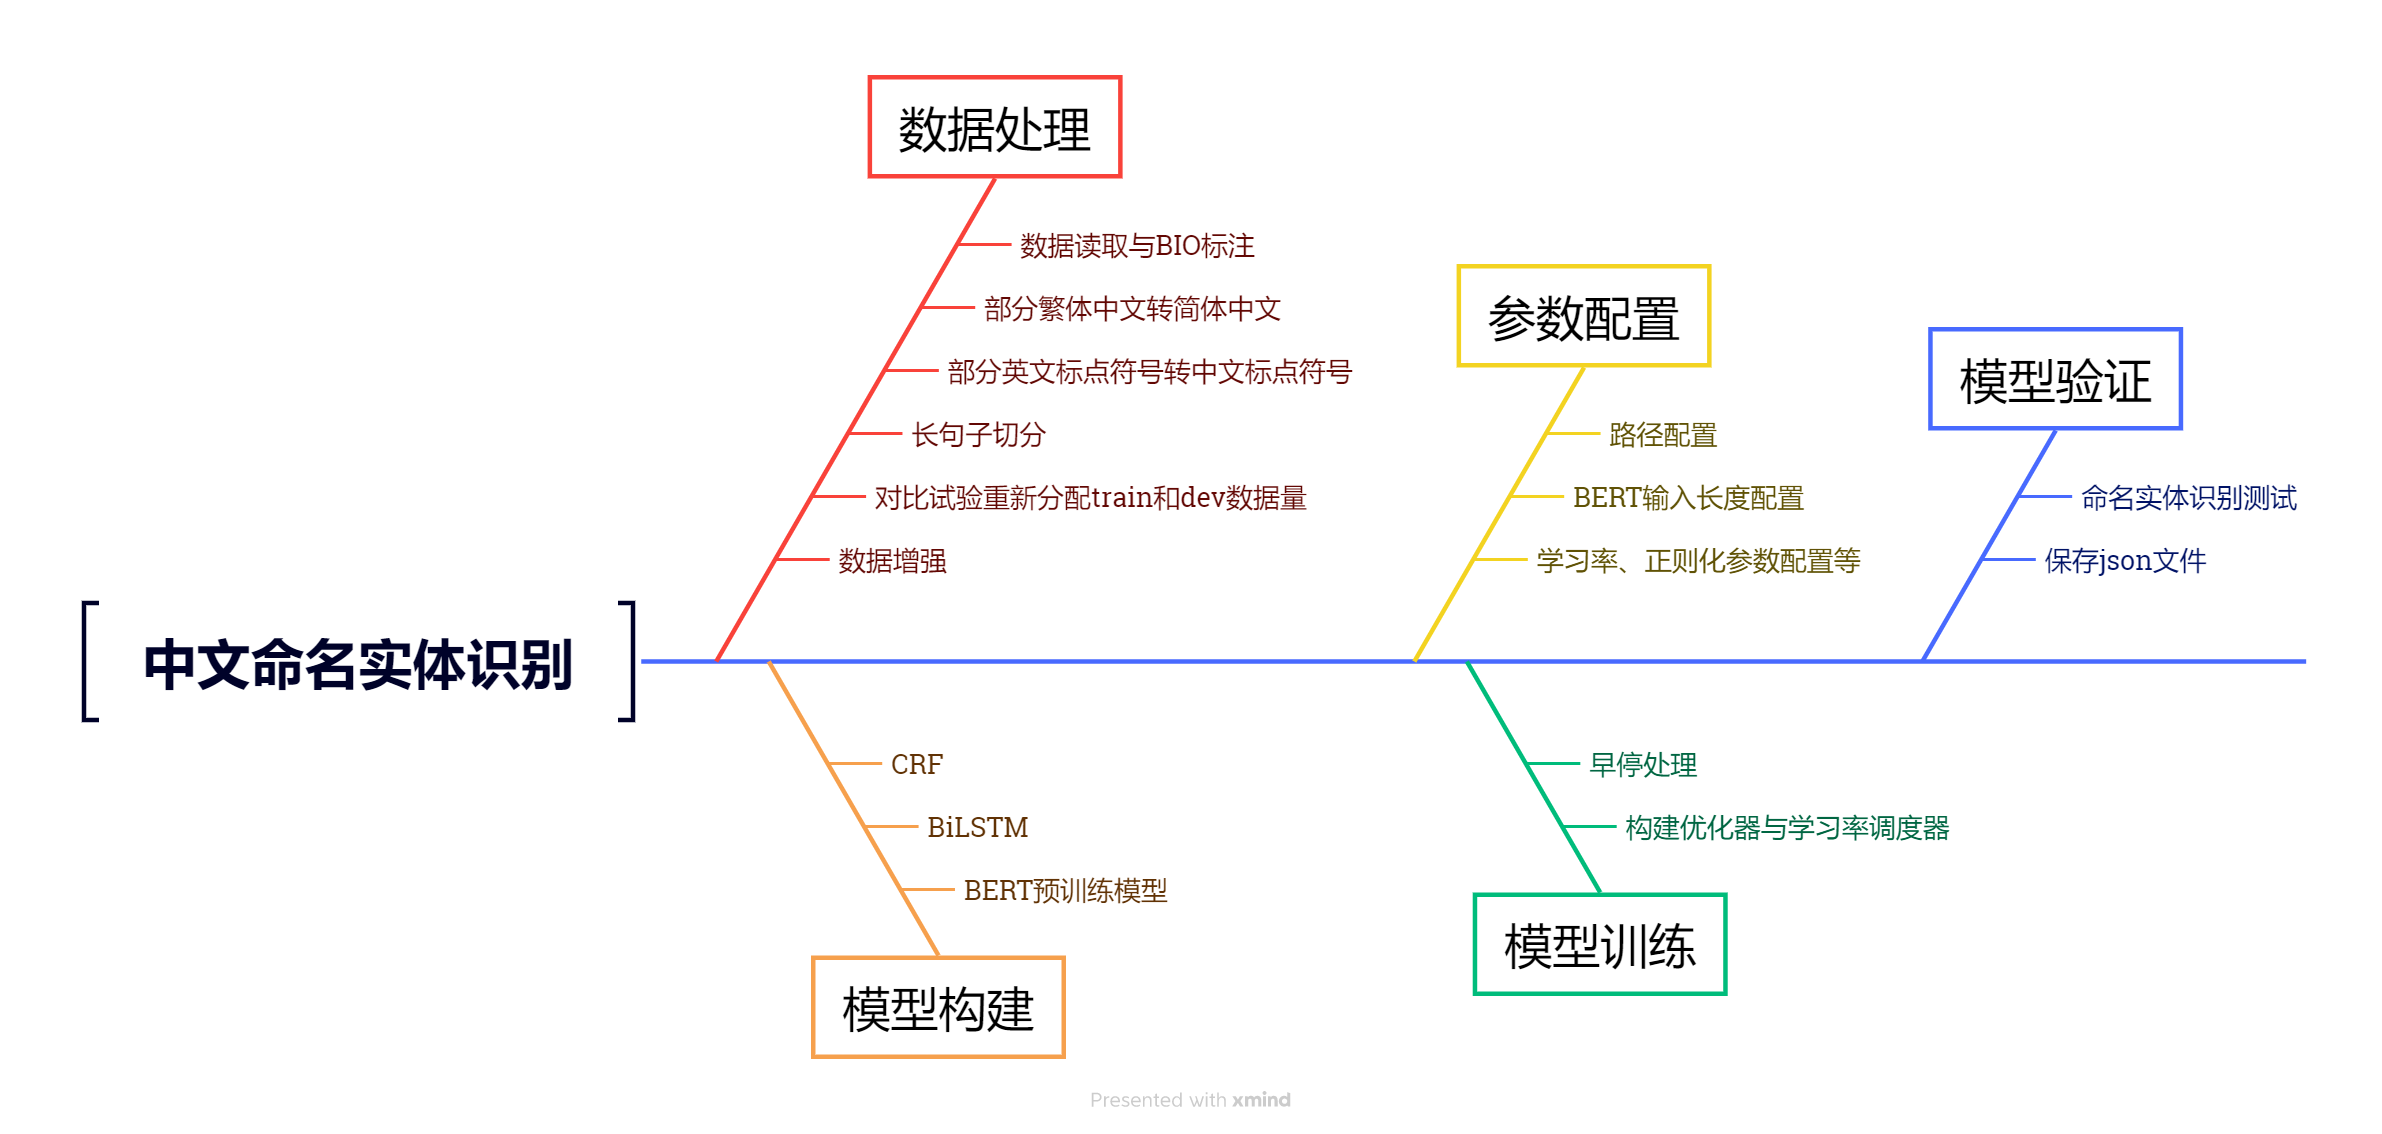 中文命名实体识别
数据处理
数据读取与BIO标注
部分繁体中文转简体中文
部分英文标点符号转中文标点符号
长句子切分
对比试验重新分配train和dev数据量
数据增强
CRF
BiLSTM
BERT预训练模型
模型构建
参数配置
路径配置
BERT输入长度配置
学习率、正则化参数配置等
早停处理
构建优化器与学习率调度器
模型训练
模型验证
命名实体识别测试
保存json文件
Presented with xmind